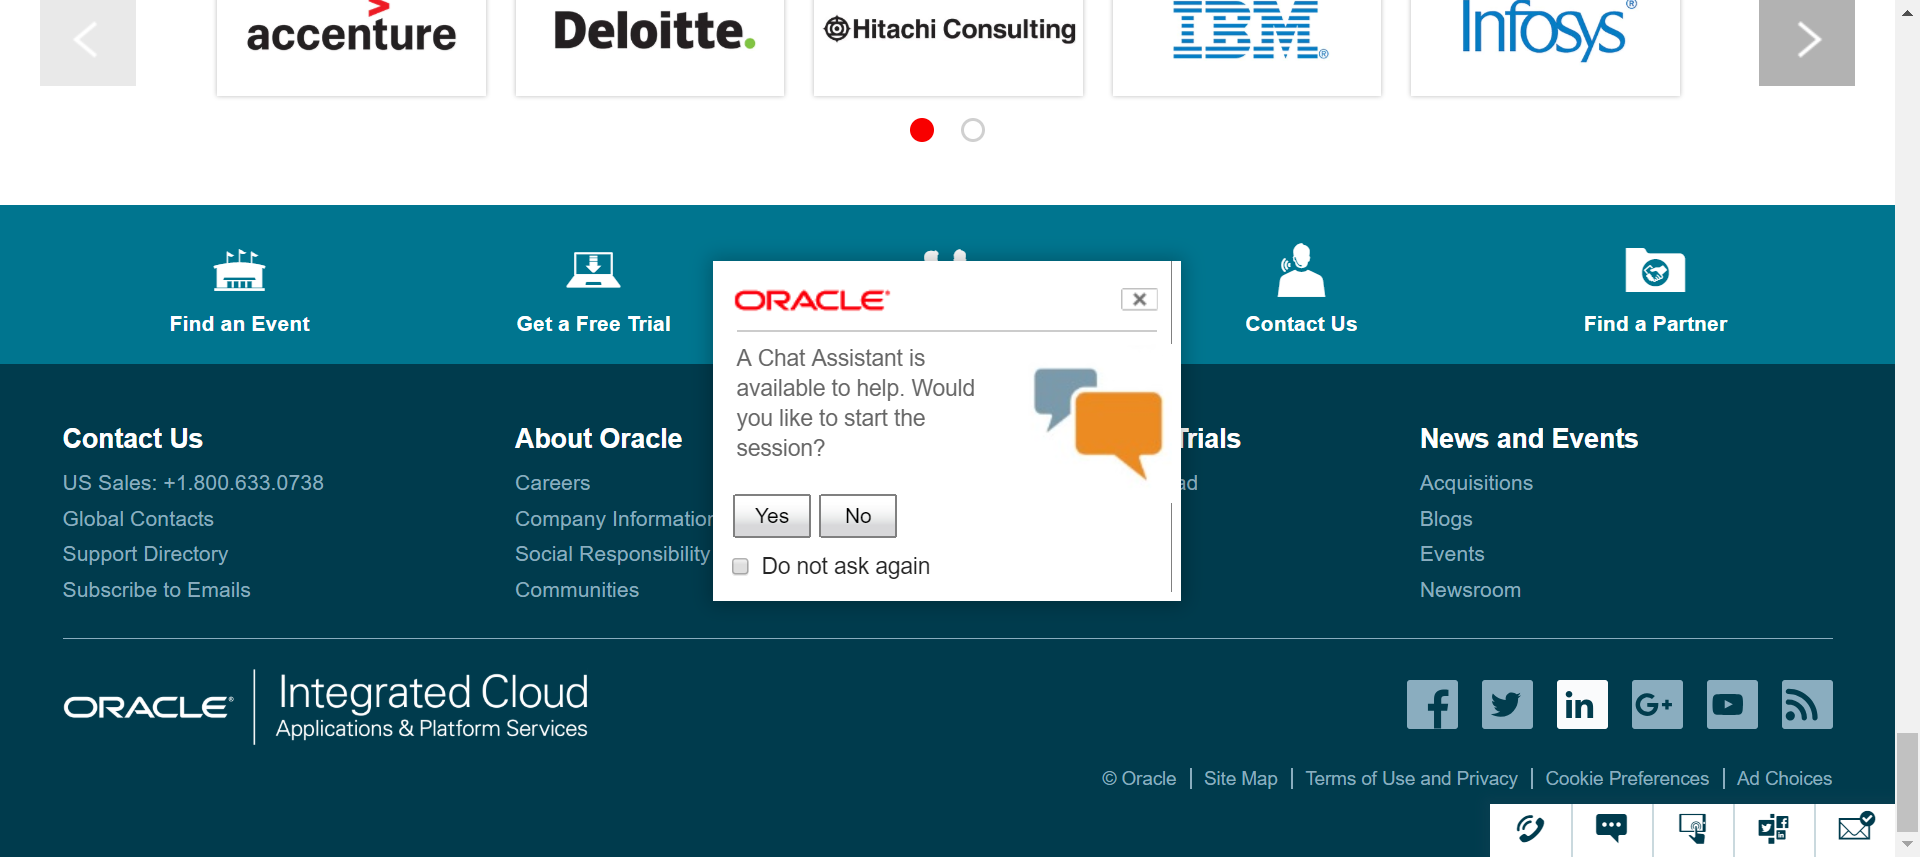 accenture
Deloitte.
Hitachi Consulting
IBM®
Infosys®
Find an Event
Get a Free Trial
Contact Us
Find a Partner
ORACLE®
A Chat Assistant is
available to help. Would
you like to start the
session?
Yes
No
Do not ask again
Contact Us
US Sales: +1.800.633.0738
Global Contacts
Support Directory
Subscribe to Emails
About Oracle
Careers
Company Information
Social Responsibility
Communities
Trials
ad
News and Events
Acquisitions
Blogs
Events
Newsroom
ORACLE®
Integrated Cloud
Applications & Platform Services
© Oracle | Site Map | Terms of Use and Privacy | Cookie Preferences | Ad Choices